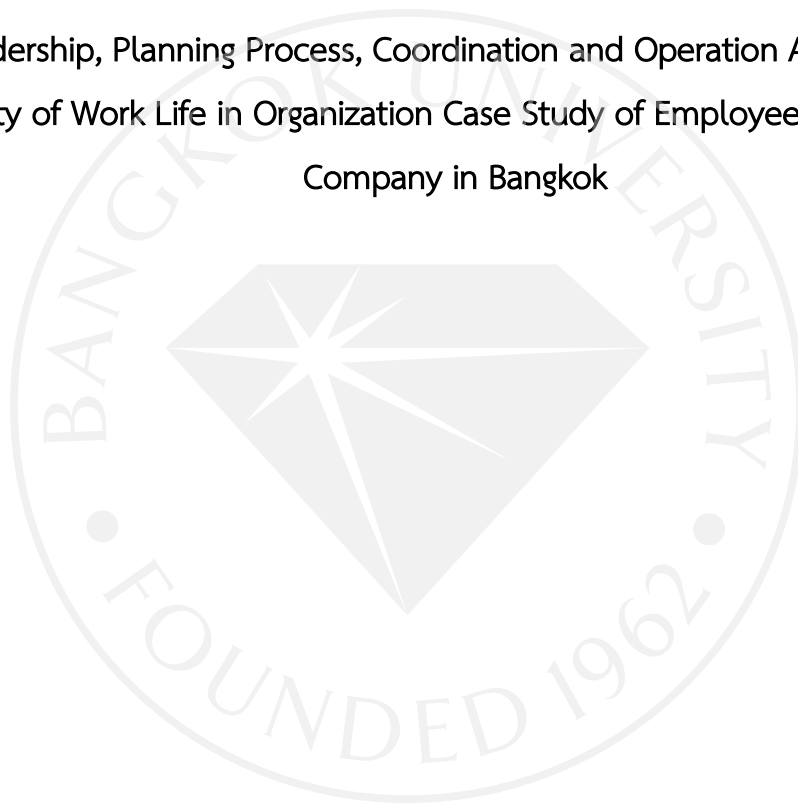 dership, Planning Process, Coordination and Operation A
ty of Work Life in Organization Case Study of Employee
Company in Bangkok
BANGKOK UNIVERSITY
• FOUNDED 1962 •